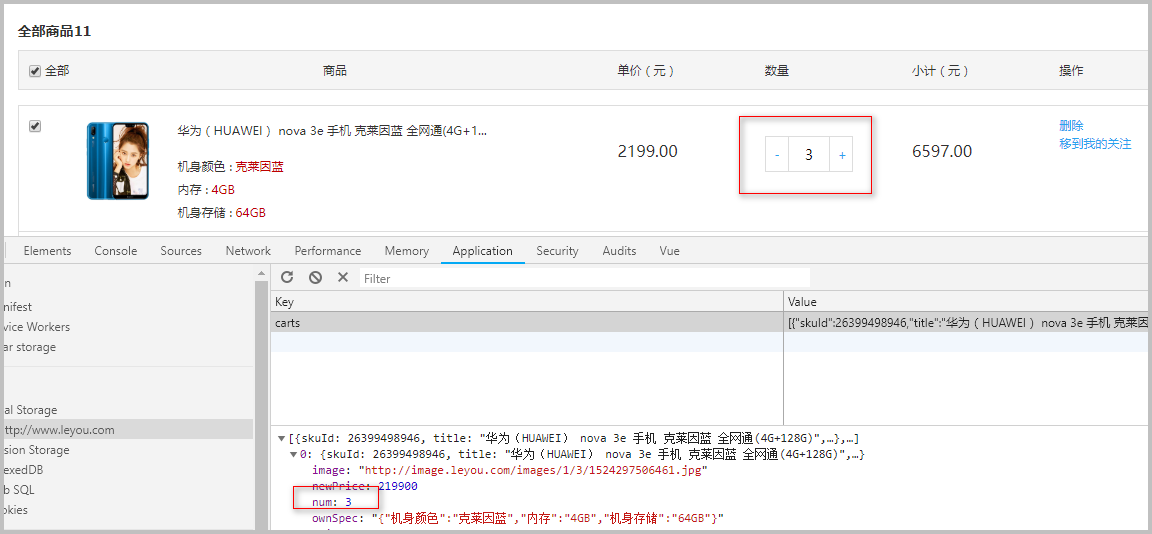 全部商品11
全部 商品 单价（元） 数量 小计（元） 操作
华为（HUAWEI） nova 3e 手机 克莱因蓝 全网通(4G+1...
2199.00 - 3 + 6597.00
删除
移到我的关注
机身颜色 : 克莱因蓝
内存 : 4GB
机身存储 : 64GB
Elements Console Sources Network Performance Memory Application Security Audits Vue
n
Filter
Key Value
nifest
vice Workers
carts [{"skuId":26399498946,"title":"华为（HUAWEI） nova 3e 手机 克莱因蓝
ar storage
al Storage
ttp://www.leyou.com
sion Storage
exedDB
b SQL
okies
[{skuId: 26399498946, title: "华为（HUAWEI） nova 3e 手机 克莱因蓝 全网通(4G+128G)",…},…]
0: {skuId: 26399498946, title: "华为（HUAWEI） nova 3e 手机 克莱因蓝 全网通(4G+128G)",…}
image: "http://image.leyou.com/images/1/3/1524297506461.jpg"
newPrice: 219900
num: 3
ownSpec: "{"机身颜色":"克莱因蓝","内存":"4GB","机身存储":"64GB"}"